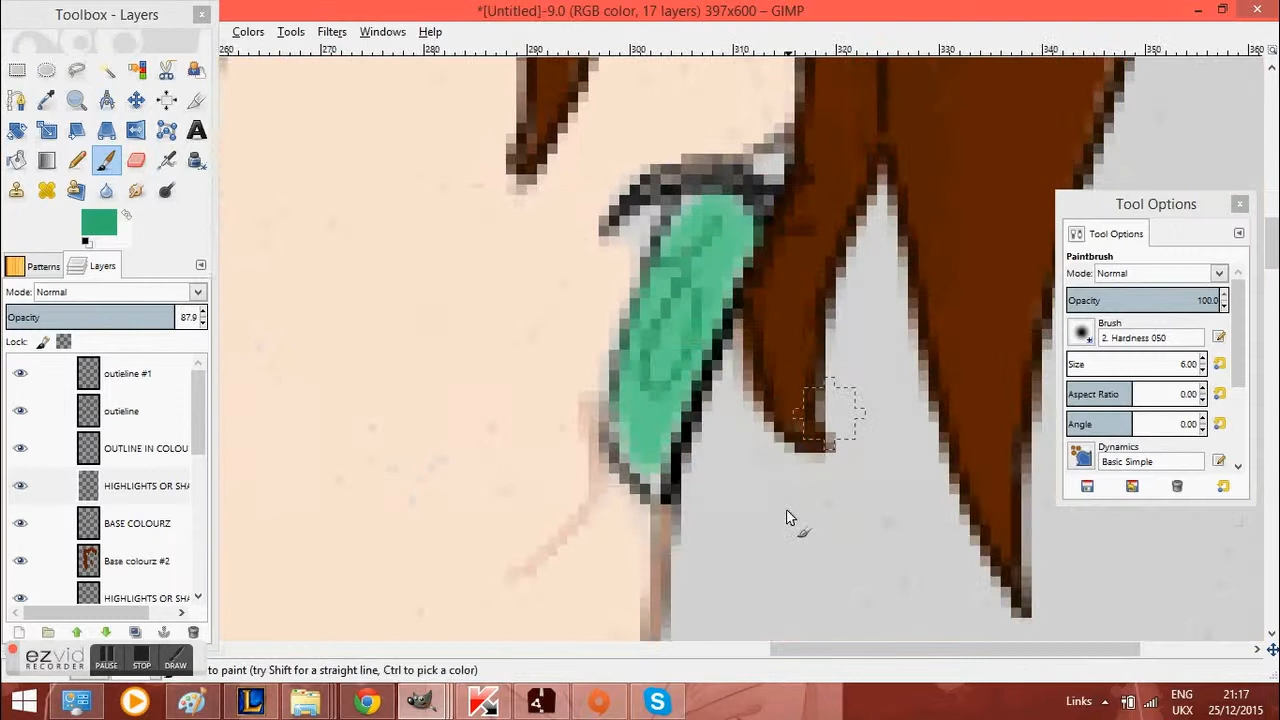 Toolbox - Layers
*[Untitled]-9.0 (RGB color, 17 layers) 397x600 – GIMP
Colors Tools Filters Windows Help
260 270 280 290 300 310 320 330 340 350 360
Patterns Layers
Mode: Normal
Opacity 87.9
Lock:
outieline #1
outieline
OUTLINE IN COLOU
HIGHLIGHTS OR SHA
BASE COLOURZ
Base colourz #2
HIGHLIGHTS OR SHA
Tool Options
Tool Options
Paintbrush
Mode: Normal
Opacity 100.0
Brush
2. Hardness 050
Size 6.00
Aspect Ratio 0.00
Angle 0.00
Dynamics
Basic Simple
ezvid
RECORDER
PAUSE STOP DRAW
to paint (try Shift for a straight line, Ctrl to pick a color)
Links
ENG
UKX
21:17
25/12/2015